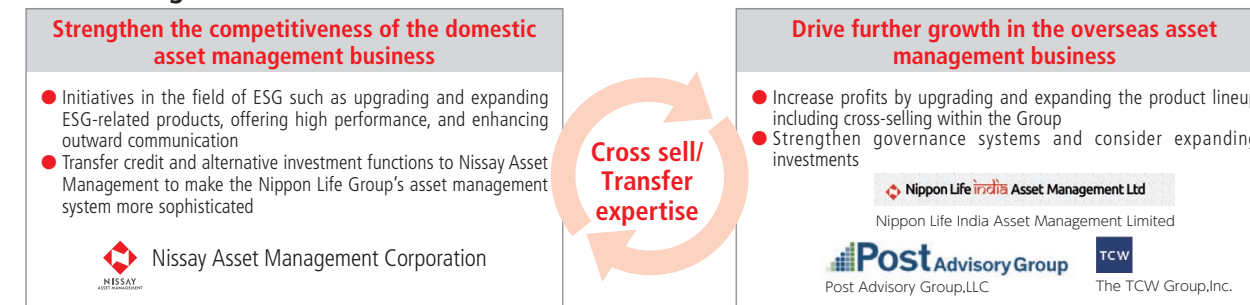 Strengthen the competitiveness of the domestic
asset management business
● Initiatives in the field of ESG such as upgrading and expanding
ESG-related products, offering high performance, and enhancing
outward communication
● Transfer credit and alternative investment functions to Nissay Asset
Management to make the Nippon Life Group's asset management
system more sophisticated
NISSAY
ASSET MANAGEMENT
Nissay Asset Management Corporation
Cross sell/
Transfer
expertise
Drive further growth in the overseas asset
management business
● Increase profits by upgrading and expanding the product lineup
including cross-selling within the Group
● Strengthen governance systems and consider expanding
investments
Nippon Life india Asset Management Ltd
Nippon Life India Asset Management Limited
Post Advisory Group
Post Advisory Group,LLC
TCW
The TCW Group,Inc.